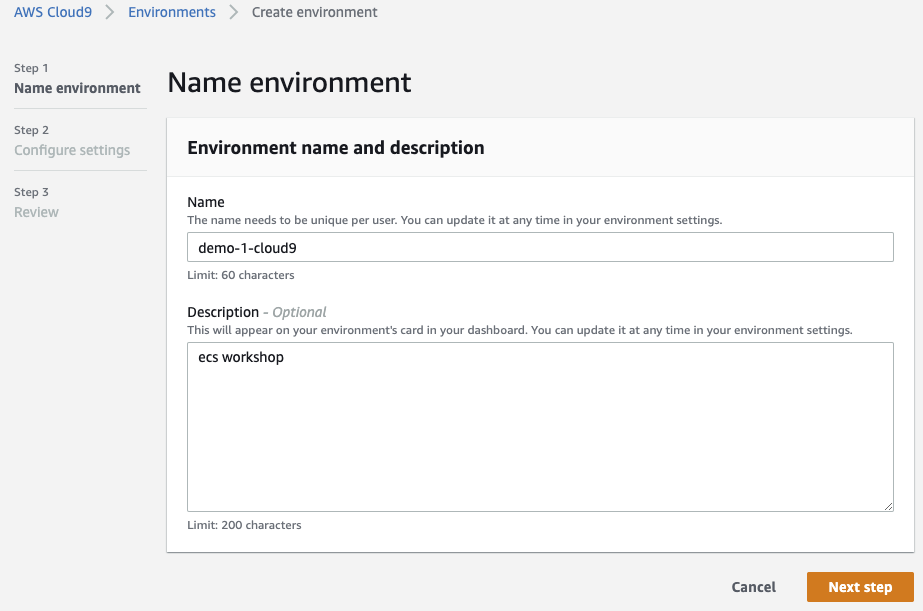 AWS Cloud9 > Environments > Create environment
Step 1
Name environment
Step 2
Configure settings
Step 3
Review
Name environment
Environment name and description
Name
The name needs to be unique per user. You can update it at any time in your environment settings.
demo-1-cloud9
Limit: 60 characters
Description - Optional
This will appear on your environment's card in your dashboard. You can update it at any time in your environment settings.
ecs workshop
Limit: 200 characters
Cancel Next step